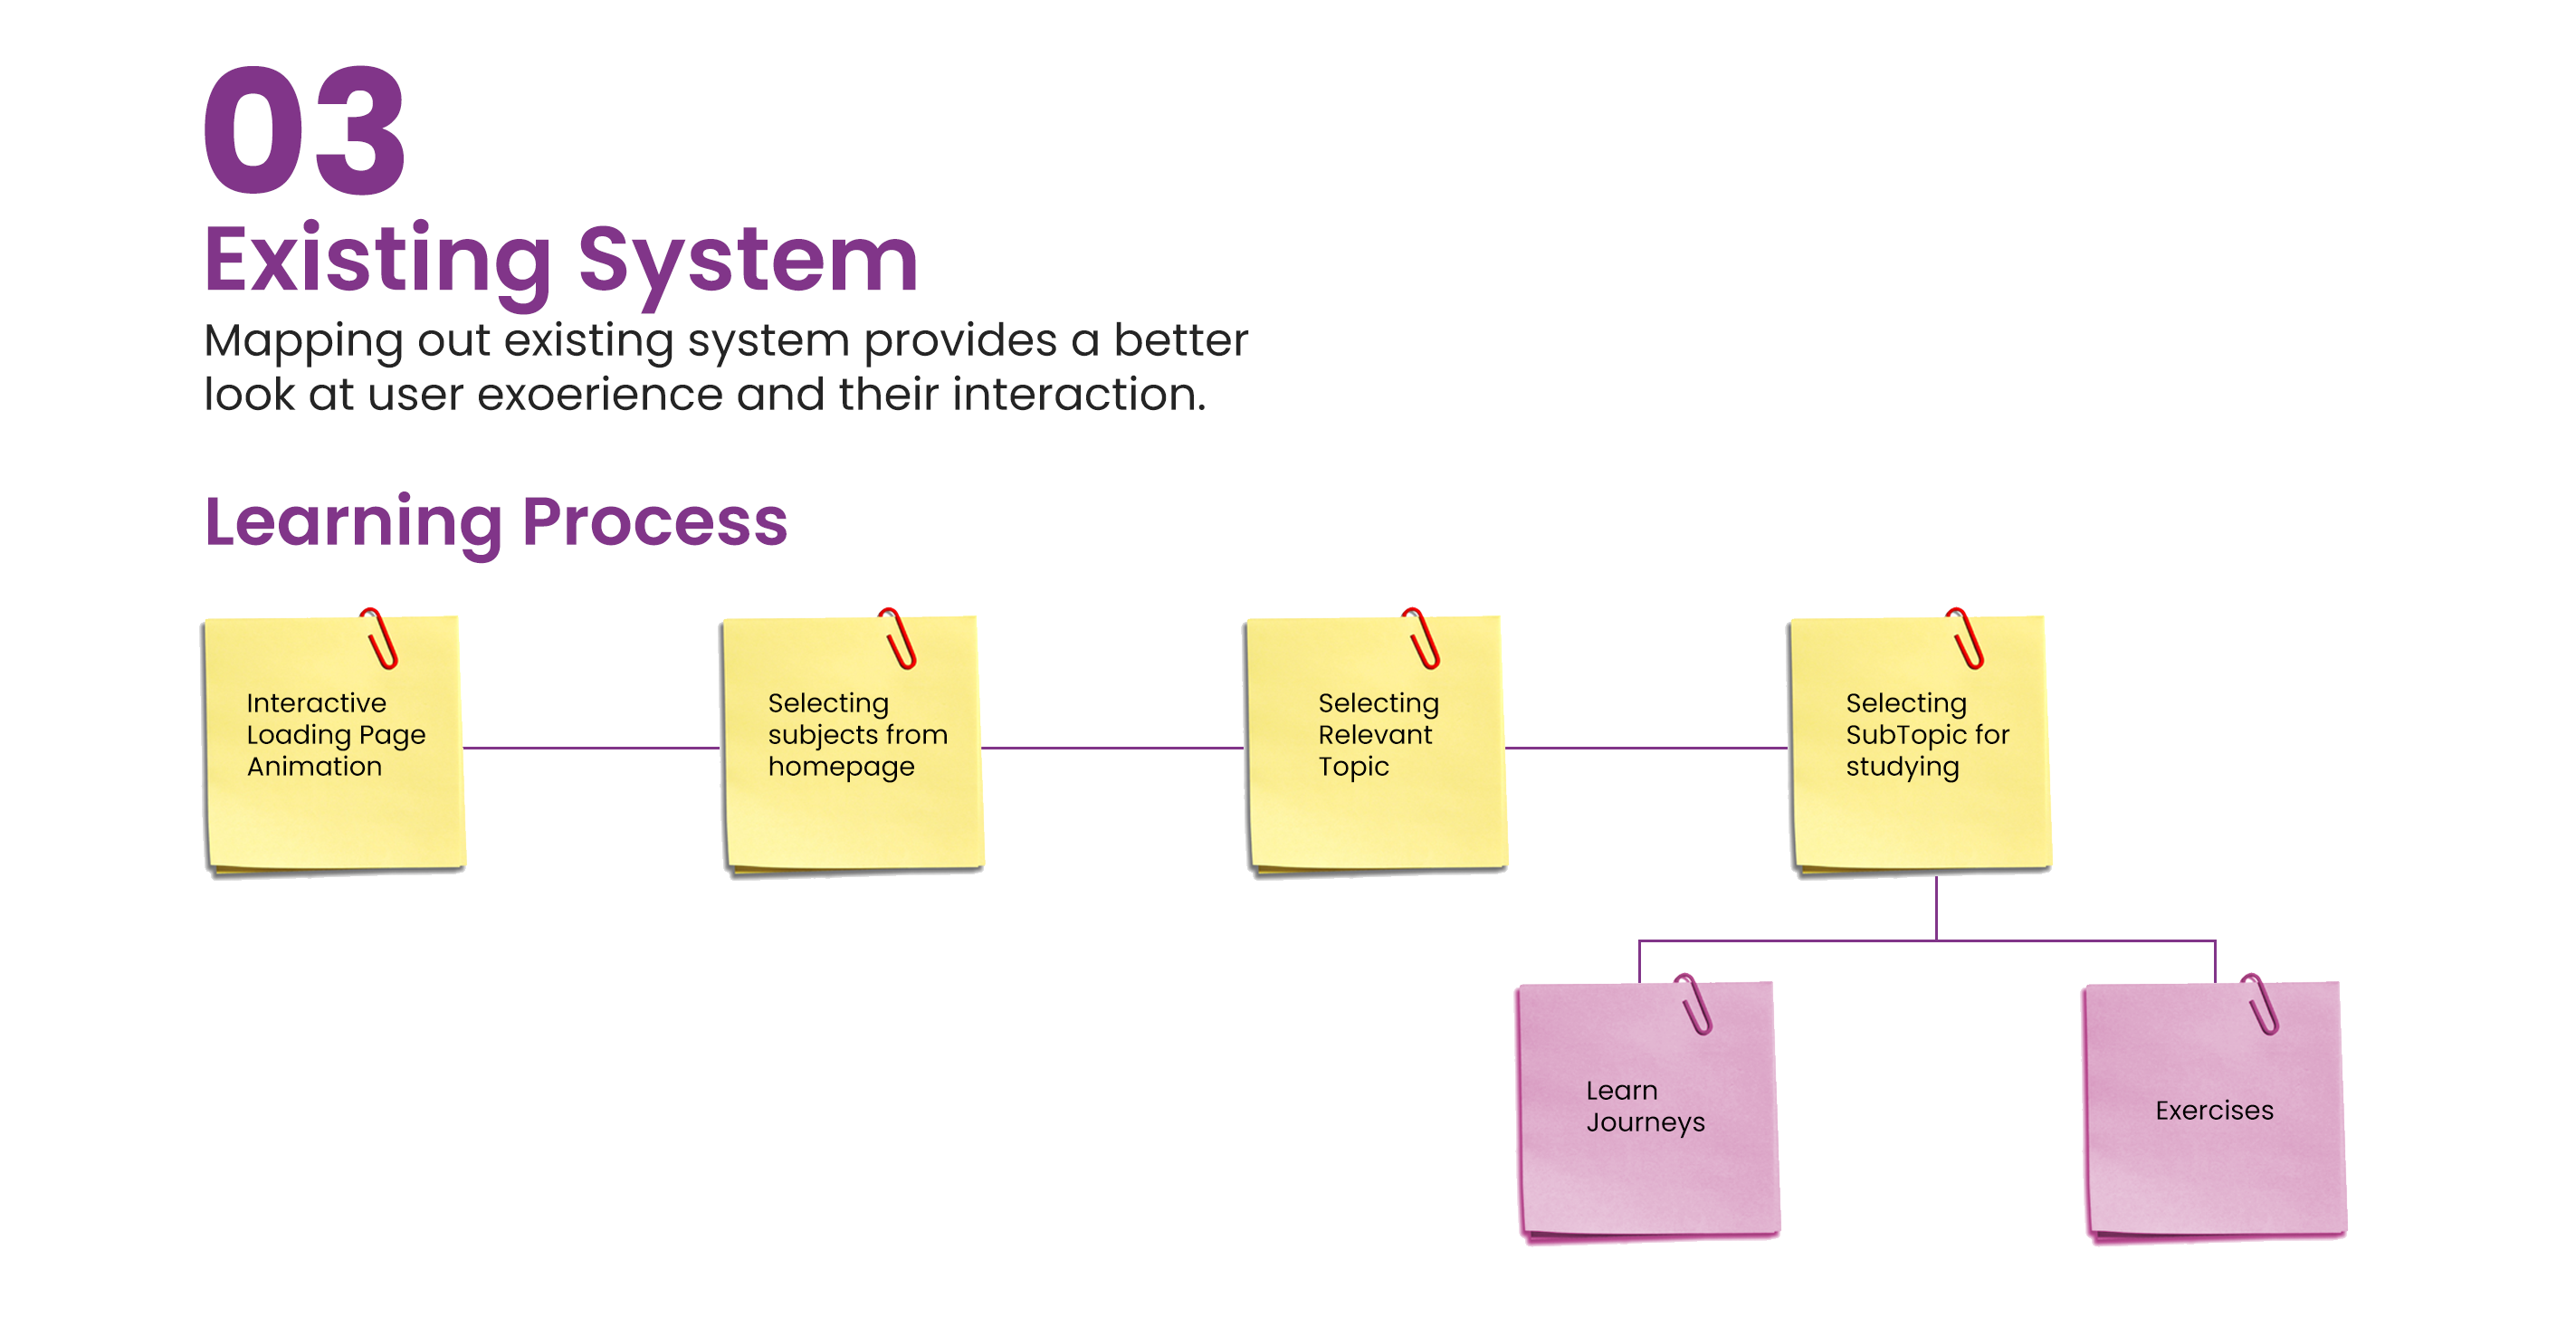 03
Existing System
Mapping out existing system provides a better
look at user exoerience and their interaction.
Learning Process
Interactive
Loading Page
Animation
Selecting
subjects from
homepage
Selecting
Relevant
Topic
Selecting
SubTopic for
studying
Learn
Journeys
Exercises